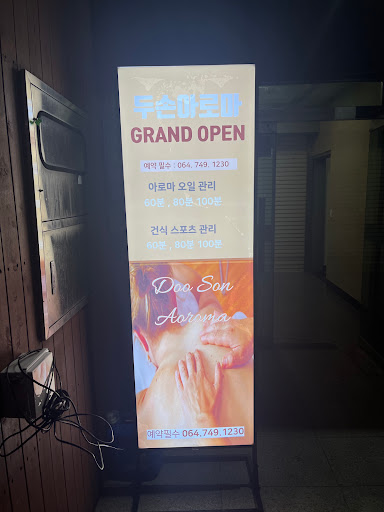 두손아로마
GRAND OPEN
예약 필수 : 064. 749. 1230
아로마 오일 관리
60분 , 80분 100분
건식 스포츠 관리
60분 , 80분 100분
Doo Son
Aoroma
예약필수 064.749.1230